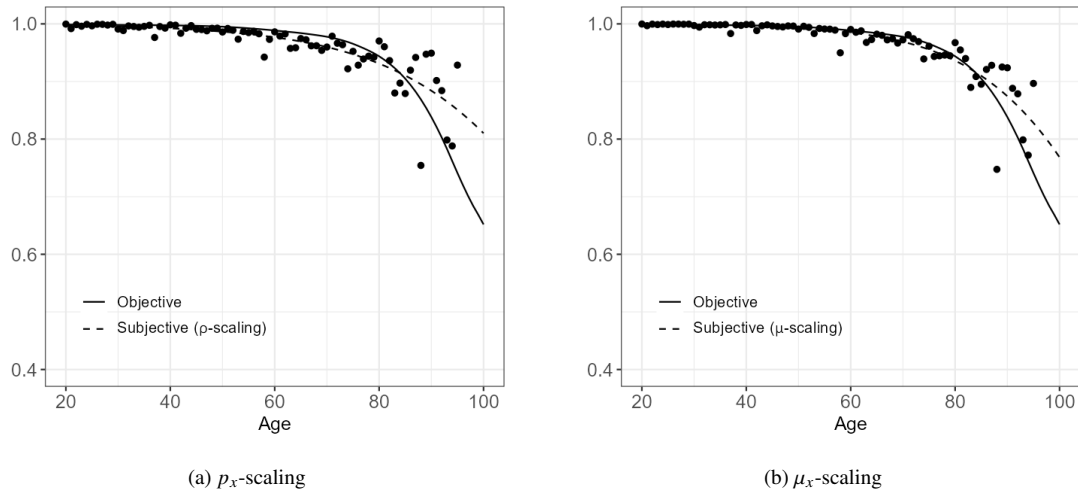 1.0
0.8
0.6
0.4
Objective
Subjective (ρ-scaling)
20 40 60 80 100
Age
(a) pₓ-scaling
1.0
0.8
0.6
0.4
Objective
Subjective (μ-scaling)
20 40 60 80 100
Age
(b) μₓ-scaling